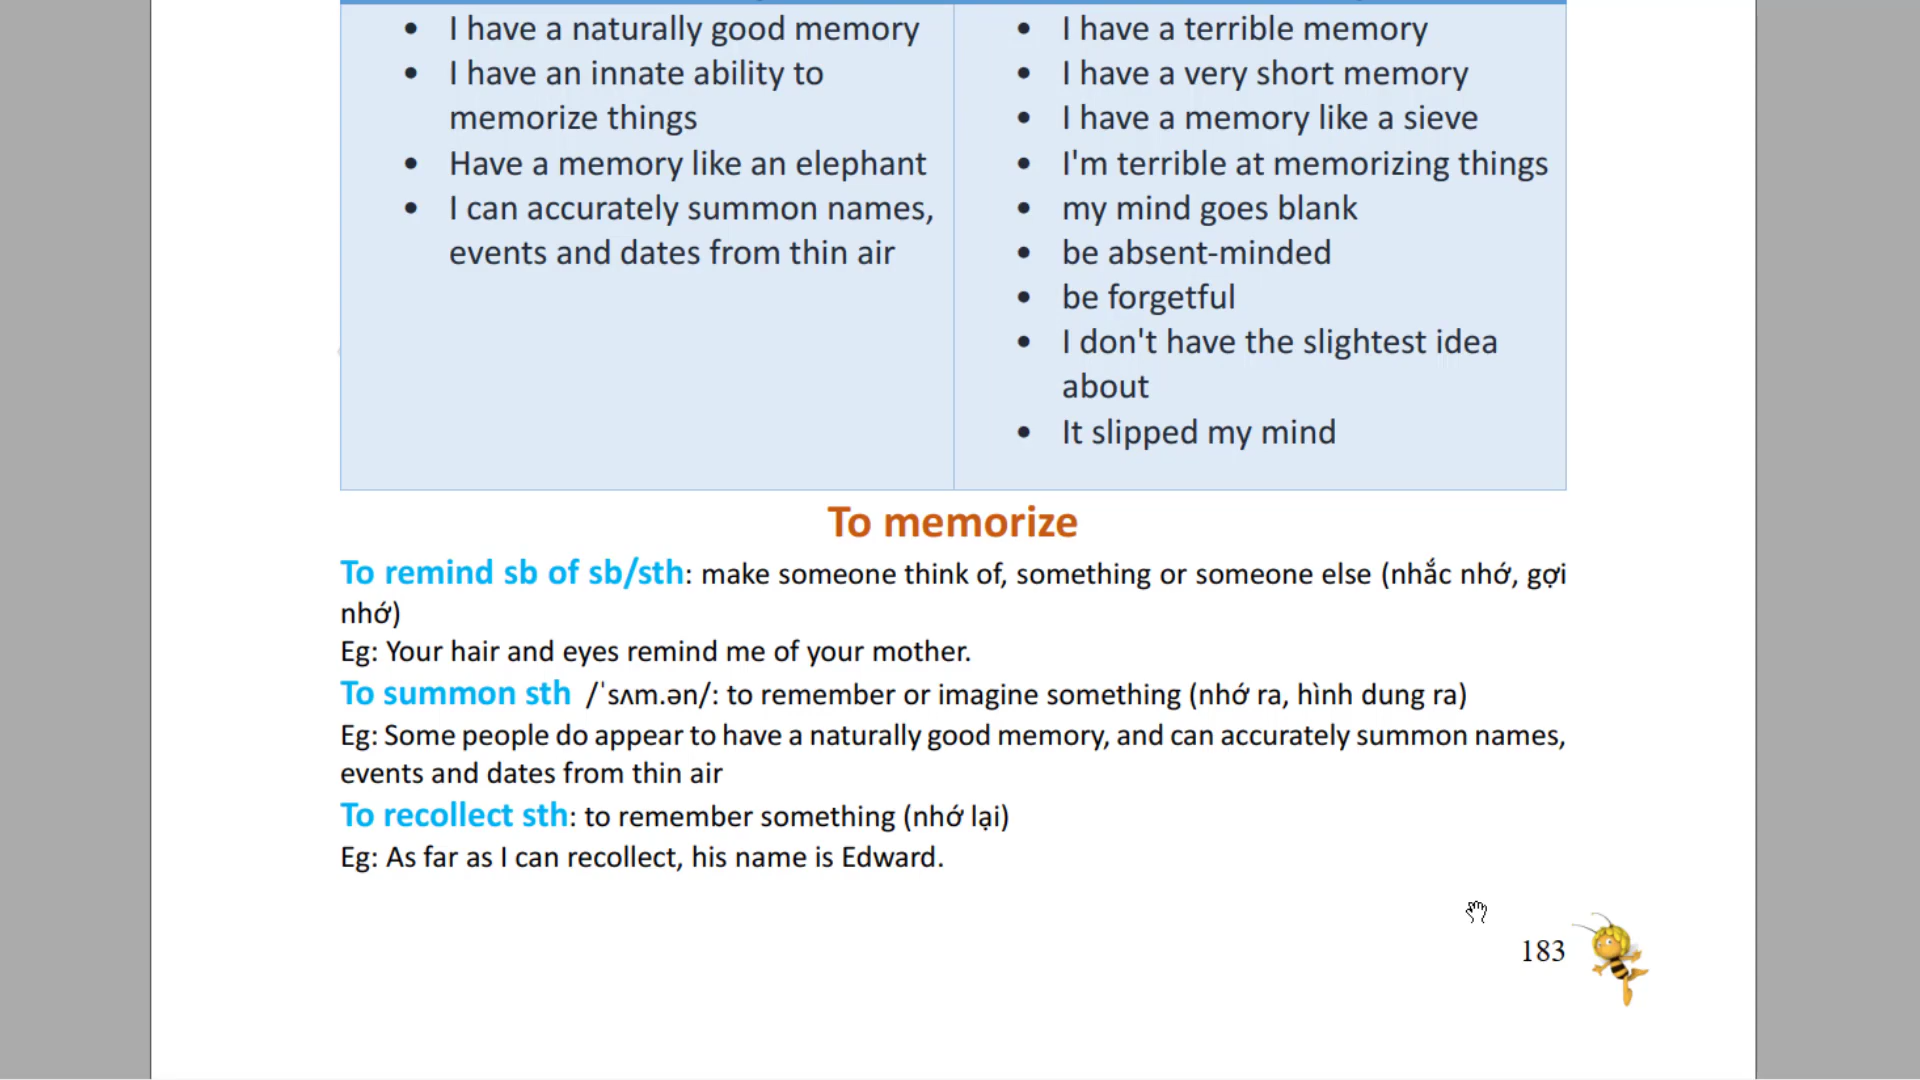 I have a naturally good memory
I have an innate ability to
memorize things
Have a memory like an elephant
I can accurately summon names,
events and dates from thin air
I have a terrible memory
I have a very short memory
I have a memory like a sieve
I'm terrible at memorizing things
my mind goes blank
be absent-minded
be forgetful
I don't have the slightest idea
about
It slipped my mind
To memorize
To remind sb of sb/sth: make someone think of, something or someone else (nhắc nhớ, gợi
nhớ)
Eg: Your hair and eyes remind me of your mother.
To summon sth /ˈsʌm.ən/: to remember or imagine something (nhớ ra, hình dung ra)
Eg: Some people do appear to have a naturally good memory, and can accurately summon names,
events and dates from thin air
To recollect sth: to remember something (nhớ lại)
Eg: As far as I can recollect, his name is Edward.
183